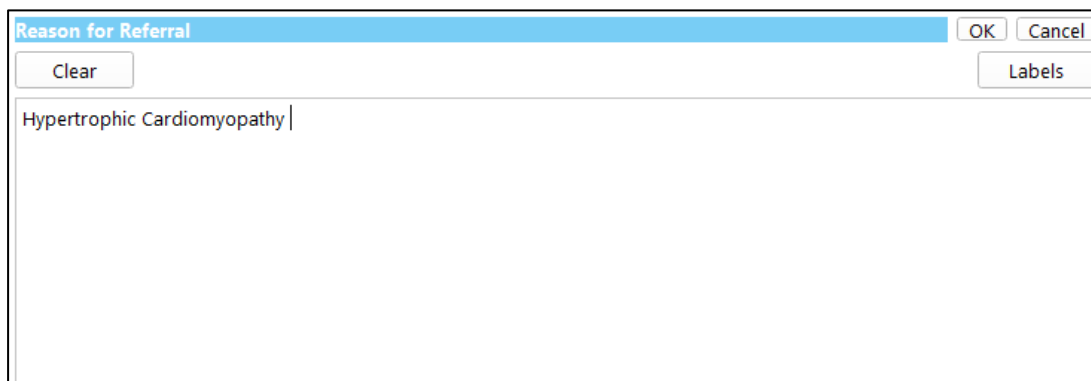 Reason for Referral
OK Cancel
Clear Labels
Hypertrophic Cardiomyopathy